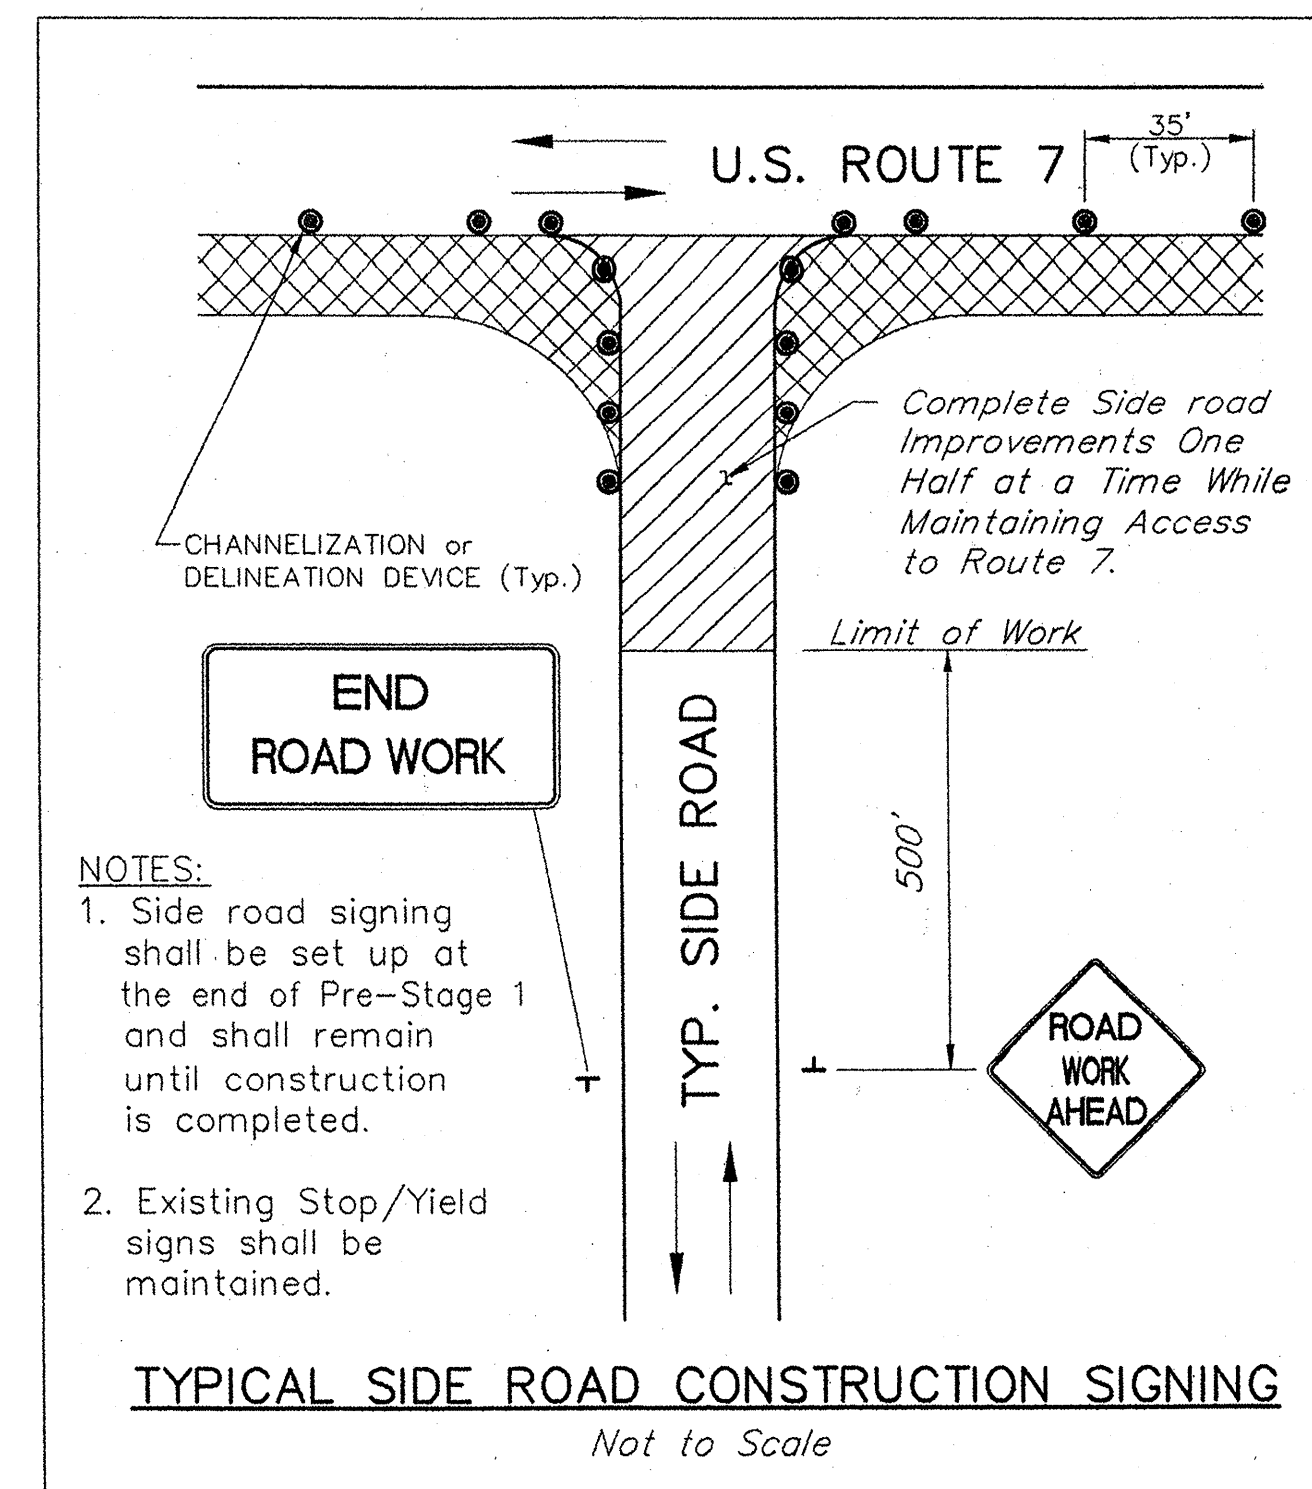 35'
(Typ.)
U.S. ROUTE 7
Complete Side road
Improvements One
Half at a Time While
Maintaining Access
to Route 7.
CHANNELIZATION or
DELINEATION DEVICE (Typ.)
Limit of Work
END
ROAD WORK
TYP. SIDE ROAD
500'
NOTES:
1. Side road signing
shall be set up at
the end of Pre-Stage 1
and shall remain
until construction
is completed.
ROAD
WORK
AHEAD
2. Existing Stop/Yield
signs shall be
maintained.
TYPICAL SIDE ROAD CONSTRUCTION SIGNING
Not to Scale